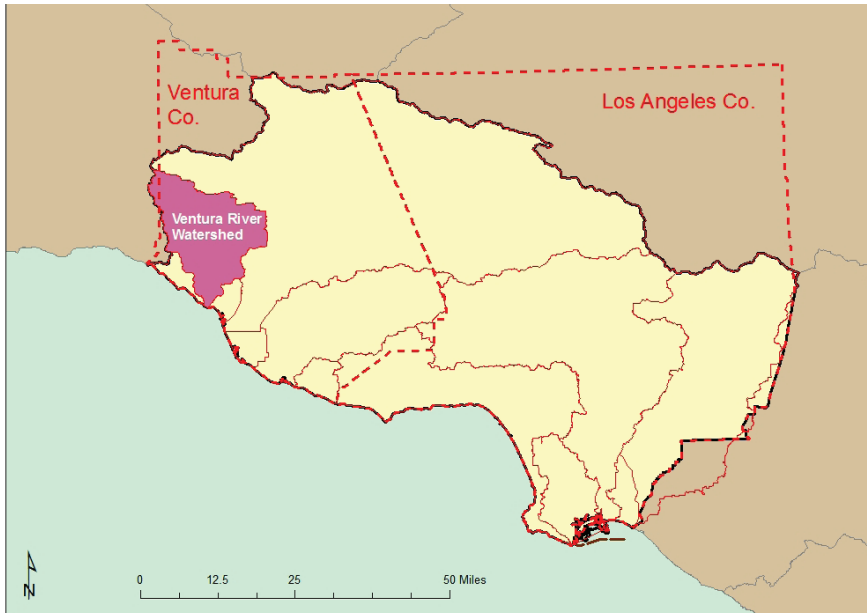 Ventura
Co.
Los Angeles Co.
Ventura River
Watershed
N
0 12.5 25 50 Miles